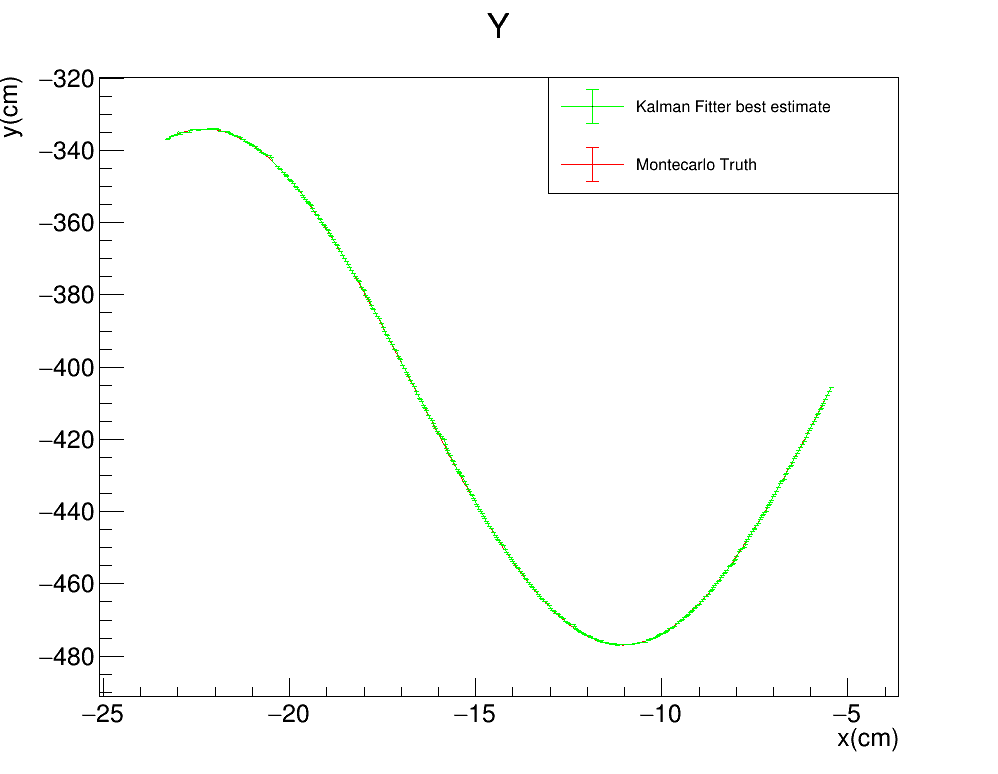 Y
y(cm)
−320
−340
−360
−380
−400
−420
−440
−460
−480
Kalman Fitter best estimate
Montecarlo Truth
−25 −20 −15 −10 −5
x(cm)